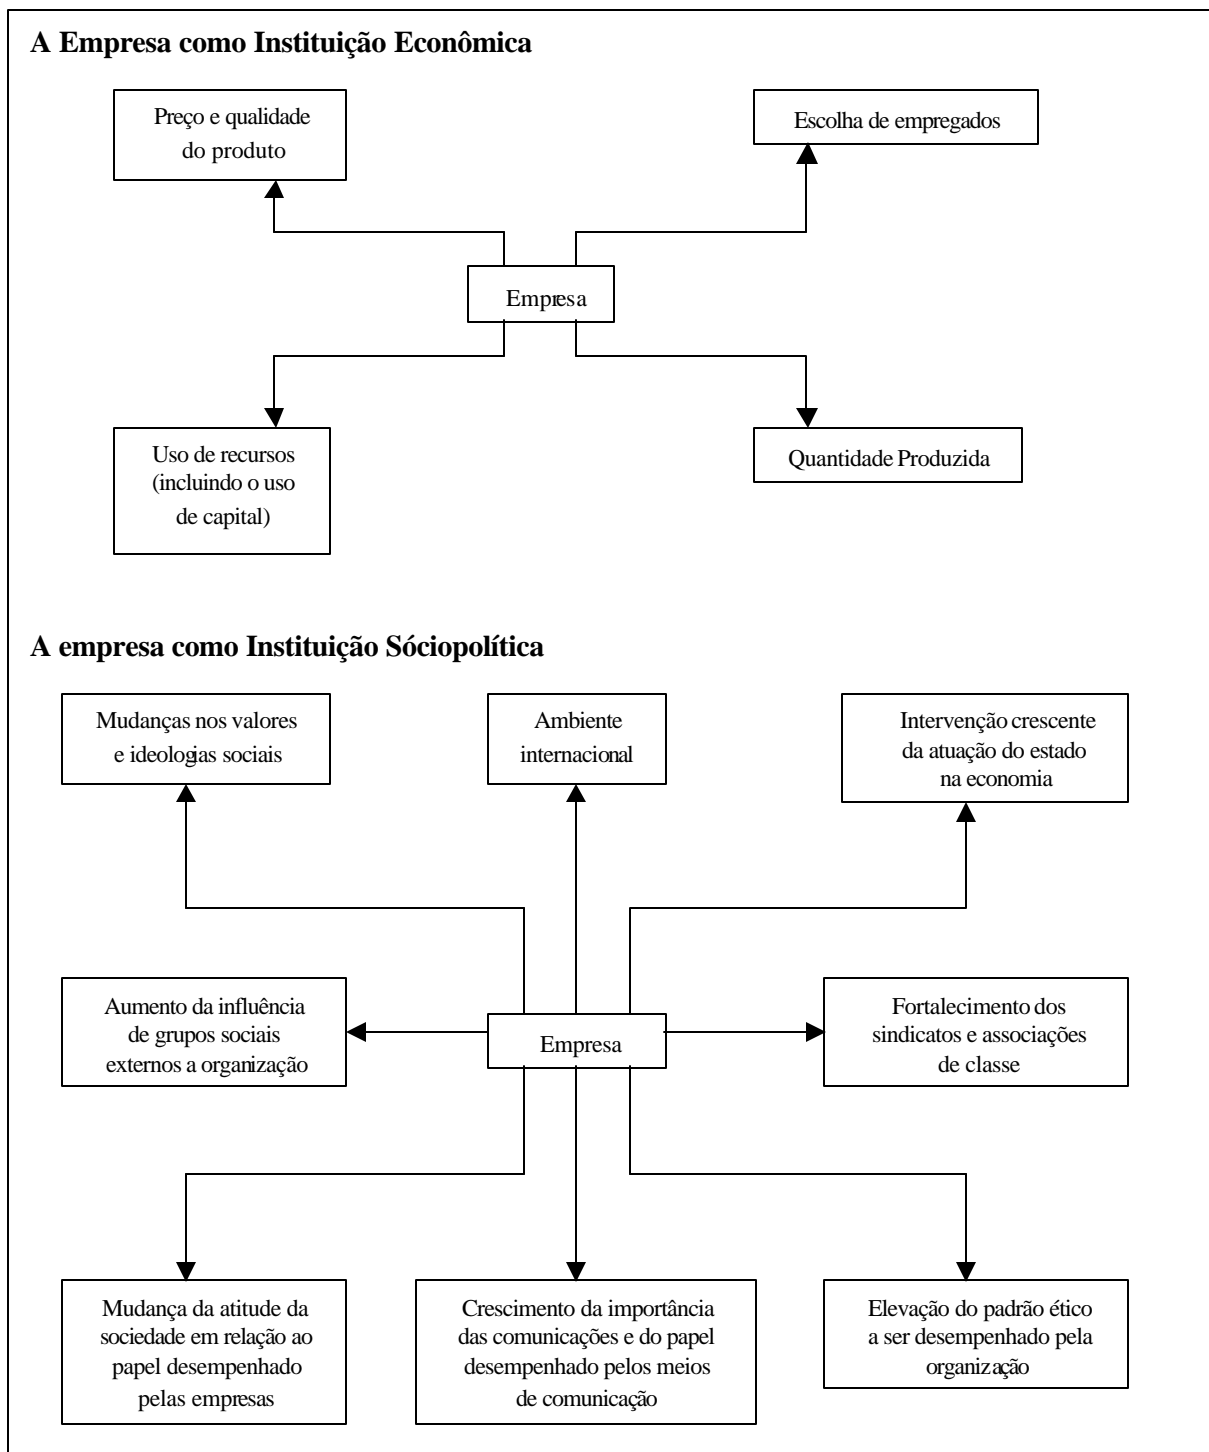 A Empresa como Instituição Econômica
Preço e qualidade
do produto
Escolha de empregados
Empresa
Uso de recursos
(incluindo o uso
de capital)
Quantidade Produzida
A empresa como Instituição Sóciopolítica
Mudanças nos valores
e ideologias sociais
Ambiente
internacional
Intervenção crescente
da atuação do estado
na economia
Aumento da influência
de grupos sociais
externos a organização
Empresa
Fortalecimento dos
sindicatos e associações
de classe
Mudança da atitude da
sociedade em relação ao
papel desempenhado
pelas empresas
Crescimento da importância
das comunicações e do papel
desempenhado pelos meios
de comunicação
Elevação do padrão ético
a ser desempenhado pela
organização